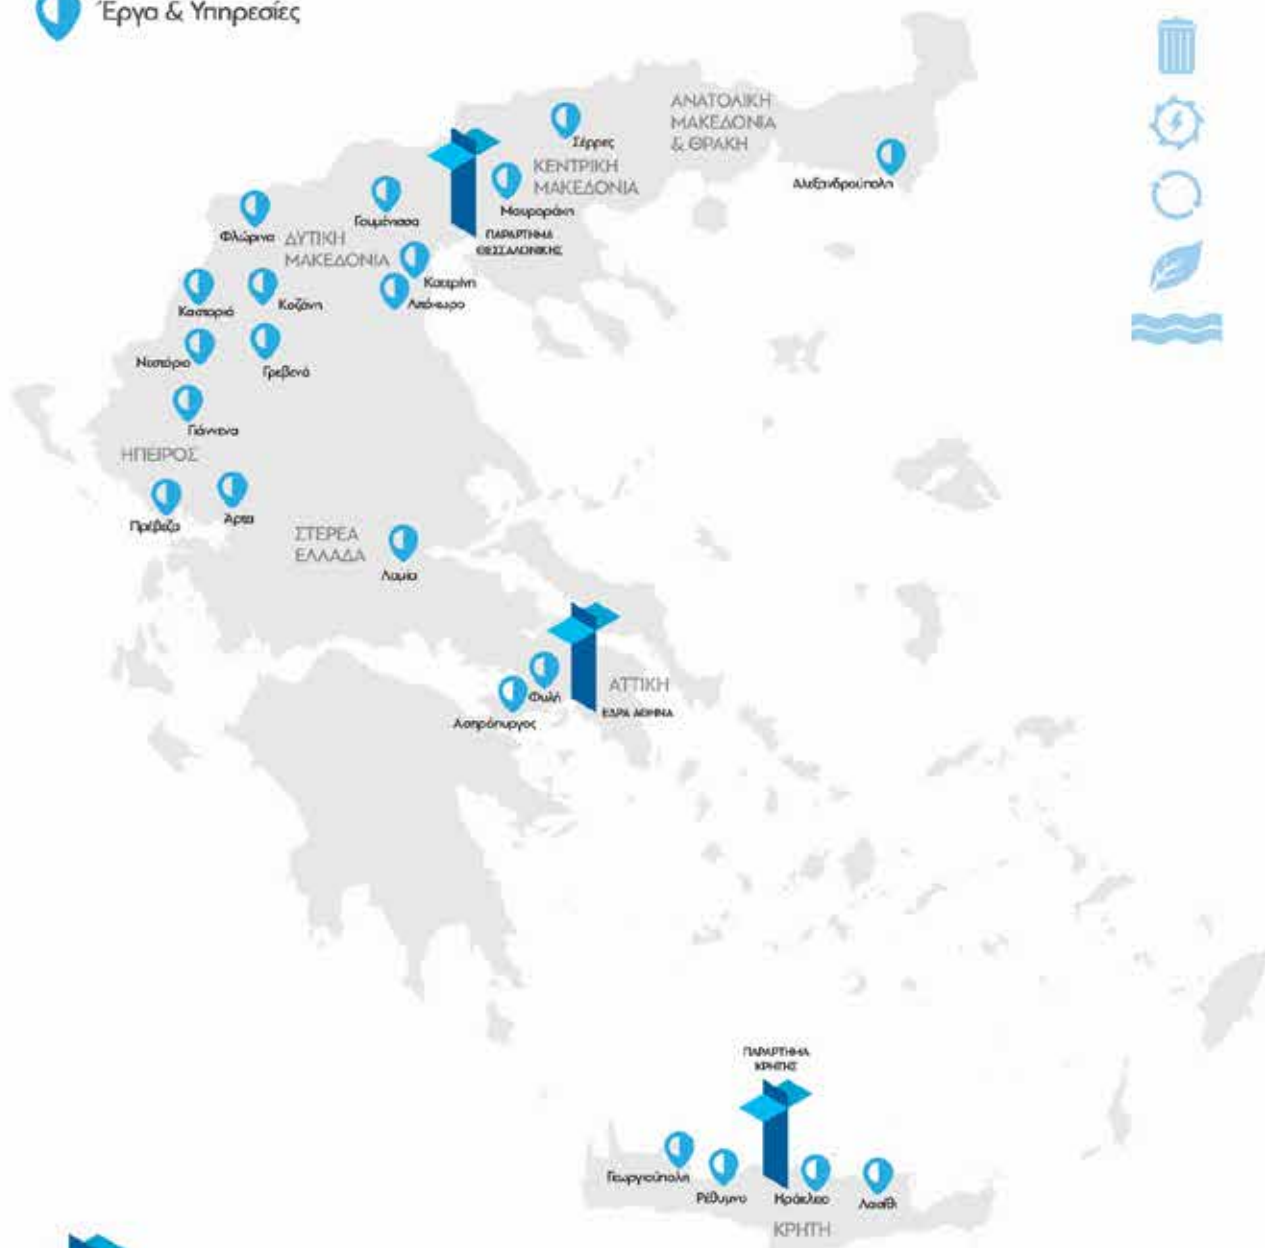 Έργα & Υπηρεσίες
ΑΝΑΤΟΛΙΚΗ
ΜΑΚΕΔΟΝΙΑ
& ΘΡΑΚΗ
Σέρρες
ΚΕΝΤΡΙΚΗ
ΜΑΚΕΔΟΝΙΑ
Αλεξανδρούπολη
Μαυροράχη
Γουμένισσα
ΠΑΡΑΡΤΗΜΑ
ΘΕΣΣΑΛΟΝΙΚΗΣ
Φλώρινα
ΔΥΤΙΚΗ
ΜΑΚΕΔΟΝΙΑ
Κατερίνη
Λιτόχωρο
Καστοριά
Κοζάνη
Νεστόριο
Γρεβενά
Γιάννενα
ΗΠΕΙΡΟΣ
Πρέβεζα
Άρτα
ΣΤΕΡΕΑ
ΕΛΛΑΔΑ
Λαμία
Φυλή
ΑΤΤΙΚΗ
ΕΔΡΑ ΑΘΗΝΑ
Ασπρόπυργος
ΠΑΡΑΡΤΗΜΑ
ΚΡΗΤΗΣ
Γεωργιούπολη
Ρέθυμνο
Ηράκλειο
Λασίθι
ΚΡΗΤΗ